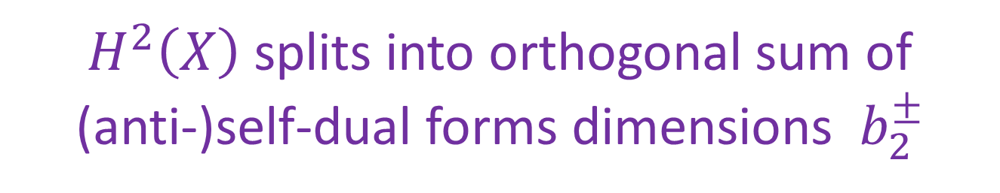 H²(X) splits into orthogonal sum of
(anti-)self-dual forms dimensions b₂^±